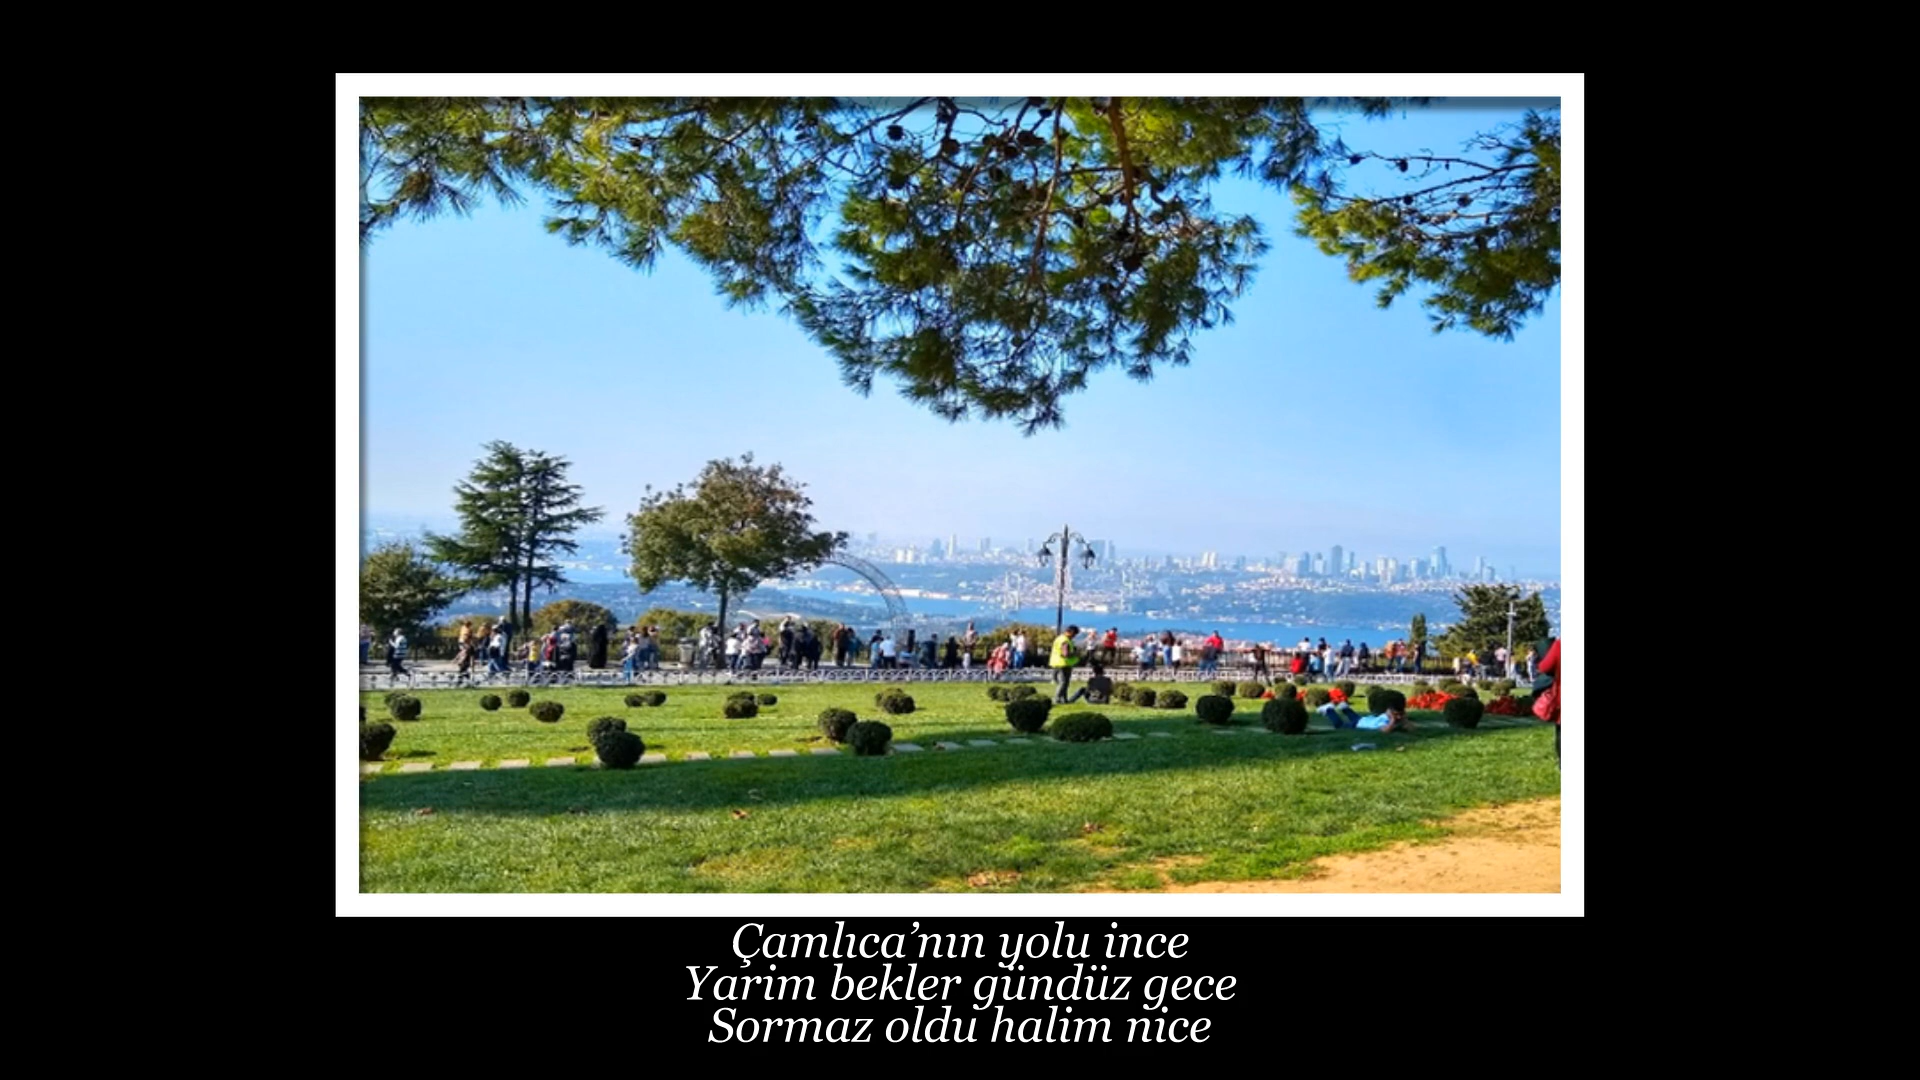 Çamlıca’nın yolu ince
Yarim bekler gündüz gece
Sormaz oldu halim nice